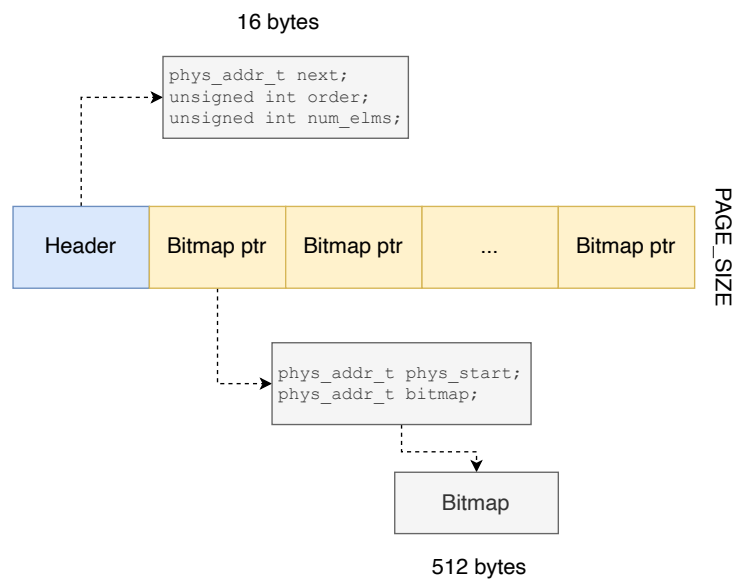 16 bytes
phys_addr_t next;
unsigned int order;
unsigned int num_elms;
Header
Bitmap ptr
Bitmap ptr
...
Bitmap ptr
PAGE_SIZE
phys_addr_t phys_start;
phys_addr_t bitmap;
Bitmap
512 bytes